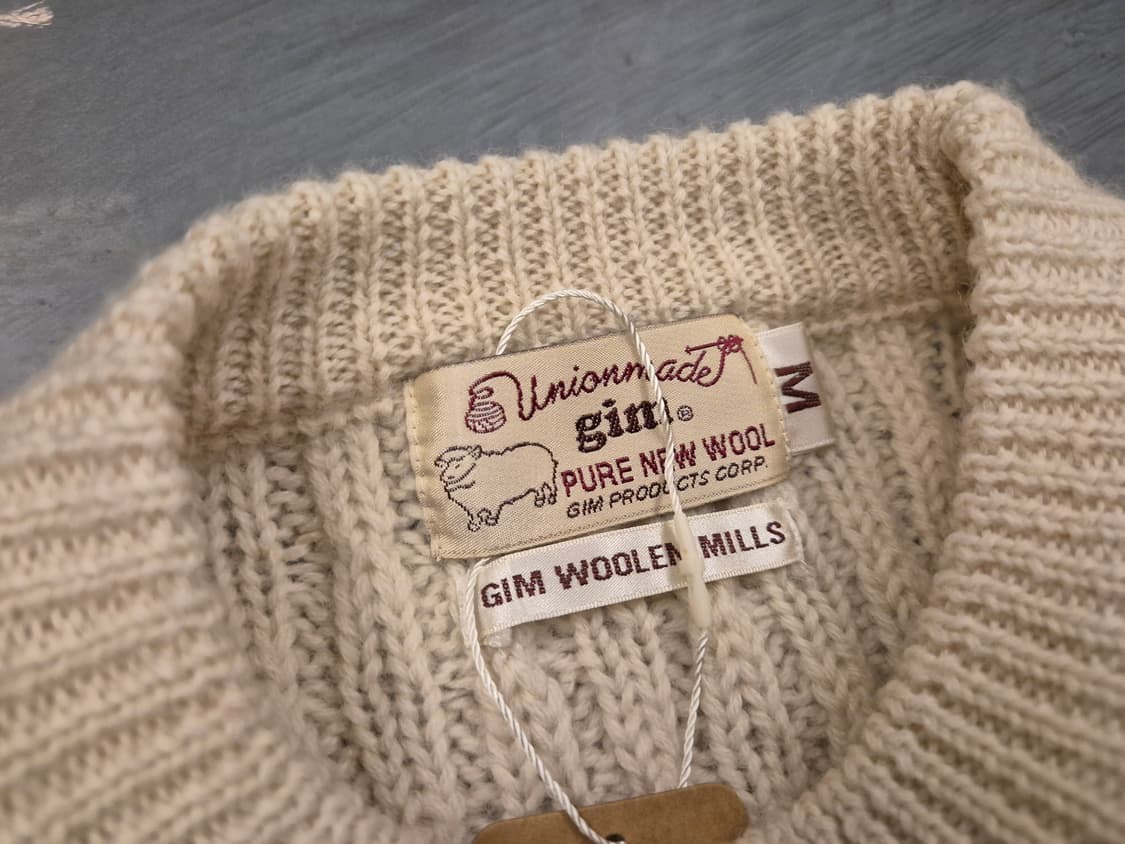 Unionmade
gim®
PURE NEW WOOL
GIM PRODUCTS CORP.
M
GIM WOOLEN MILLS